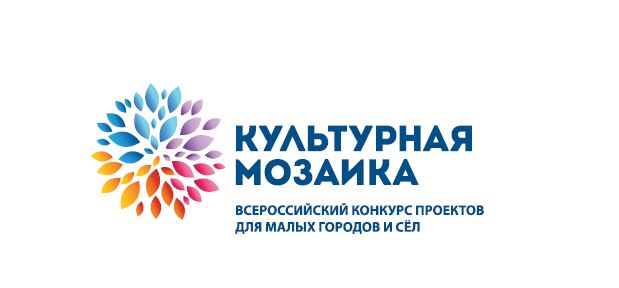 КУЛЬТУРНАЯ
МОЗАИКА
ВСЕРОССИЙСКИЙ КОНКУРС ПРОЕКТОВ
ДЛЯ МАЛЫХ ГОРОДОВ И СЁЛ